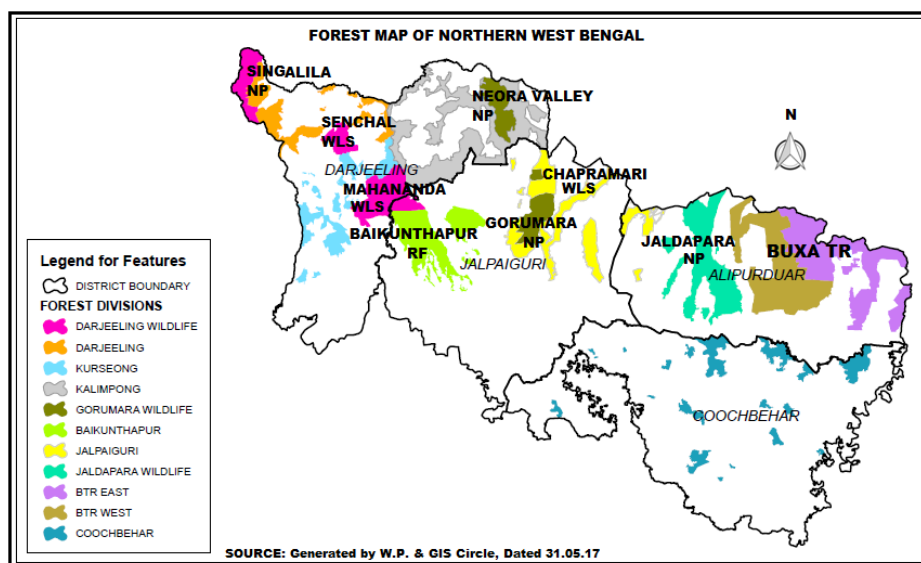 FOREST MAP OF NORTHERN WEST BENGAL
SINGALILA
NP
NEORA VALLEY
NP
N
SENCHAL
WLS
DARJEELING
CHAPRAMARI
WLS
MAHANANDA
WLS
GORUMARA
NP
BAIKUNTHAPUR
RF
JALPAIGURI
JALDAPARA
NP
BUXA TR
ALIPURDUAR
COOCHBEHAR
Legend for Features
DISTRICT BOUNDARY
FOREST DIVISIONS
DARJEELING WILDLIFE
DARJEELING
KURSEONG
KALIMPONG
GORUMARA WILDLIFE
BAIKUNTHAPUR
JALPAIGURI
JALDAPARA WILDLIFE
BTR EAST
BTR WEST
COOCHBEHAR
SOURCE: Generated by W.P. & GIS Circle, Dated 31.05.17